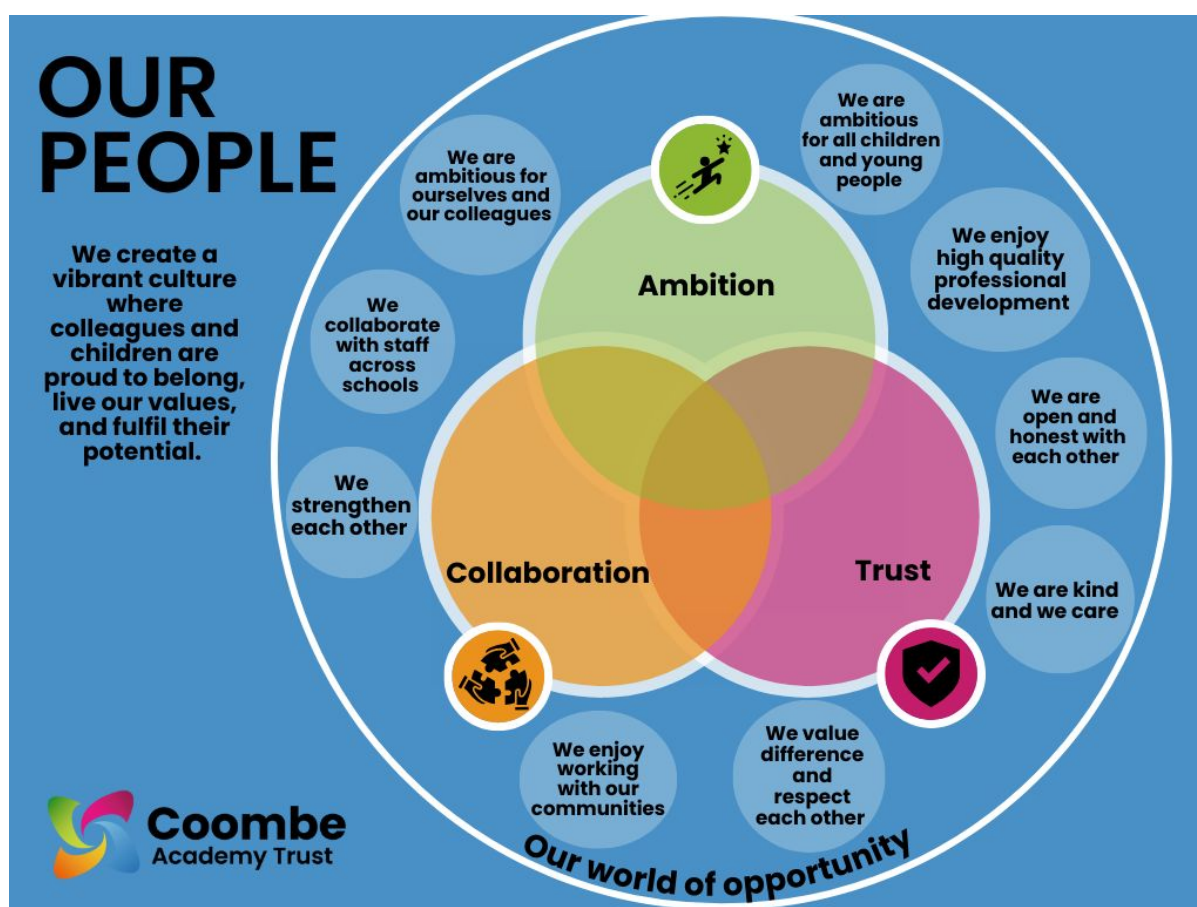 OUR
PEOPLE
We create a
vibrant culture
where
colleagues and
children are
proud to belong,
live our values,
and fulfil their
potential.
We are
ambitious for
ourselves and
our colleagues
We are
ambitious
for all children
and young
people
We enjoy
high quality
professional
development
We
collaborate
with staff
across
schools
We are
open and
honest with
each other
We
strengthen
each other
We are kind
and we care
Ambition
Collaboration
Trust
We enjoy
working
with our
communities
We value
difference
and
respect
each other
Our world of opportunity
Coombe
Academy Trust